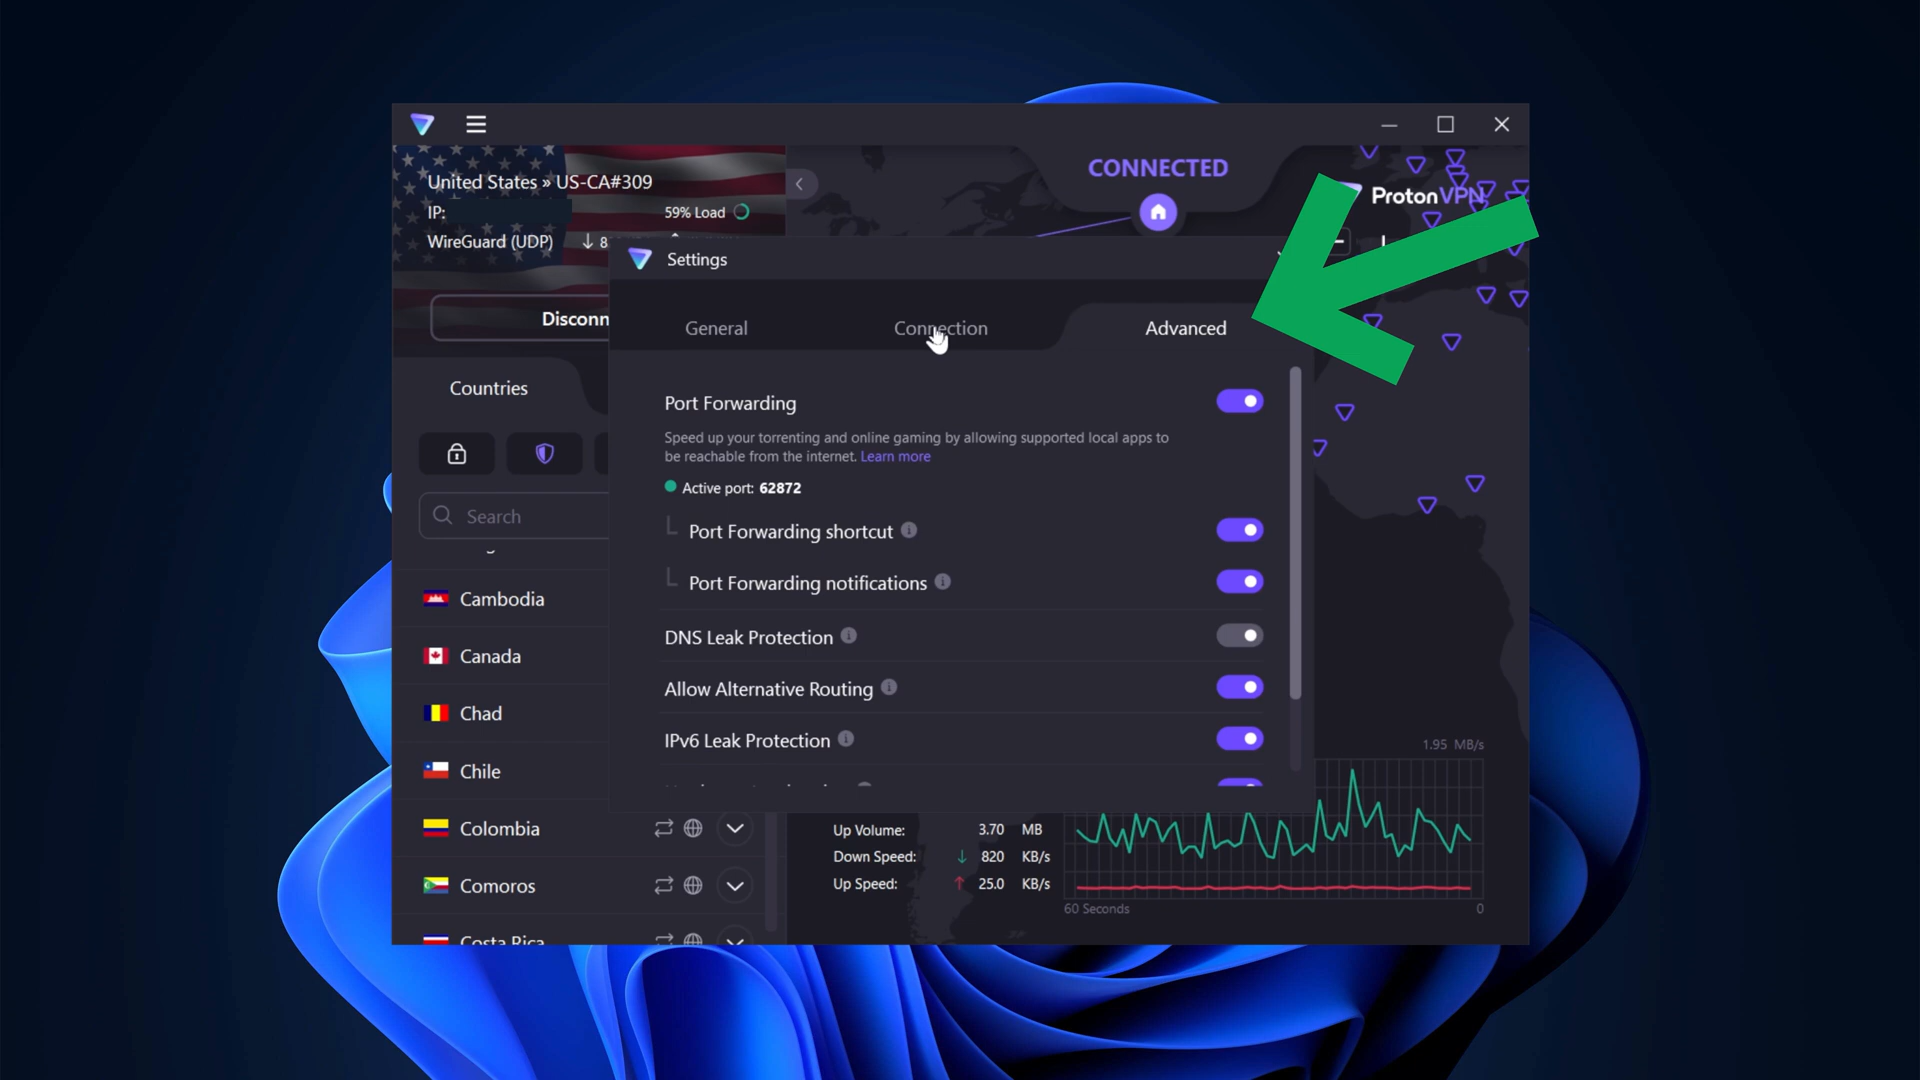 CONNECTED
United States » US-CA#309
IP:
59% Load
WireGuard (UDP)
8
ProtonVPN
Settings
Disconn
General
Connection
Advanced
Countries
Port Forwarding
Speed up your torrenting and online gaming by allowing supported local apps to
be reachable from the internet. Learn more
Active port: 62872
Search
Port Forwarding shortcut
Port Forwarding notifications
Cambodia
DNS Leak Protection
Canada
Allow Alternative Routing
Chad
IPv6 Leak Protection
1.95 MB/s
Chile
Colombia
Up Volume: 3.70 MB
Down Speed: 820 KB/s
Comoros
Up Speed: 25.0 KB/s
60 Seconds
0
Costa Rica